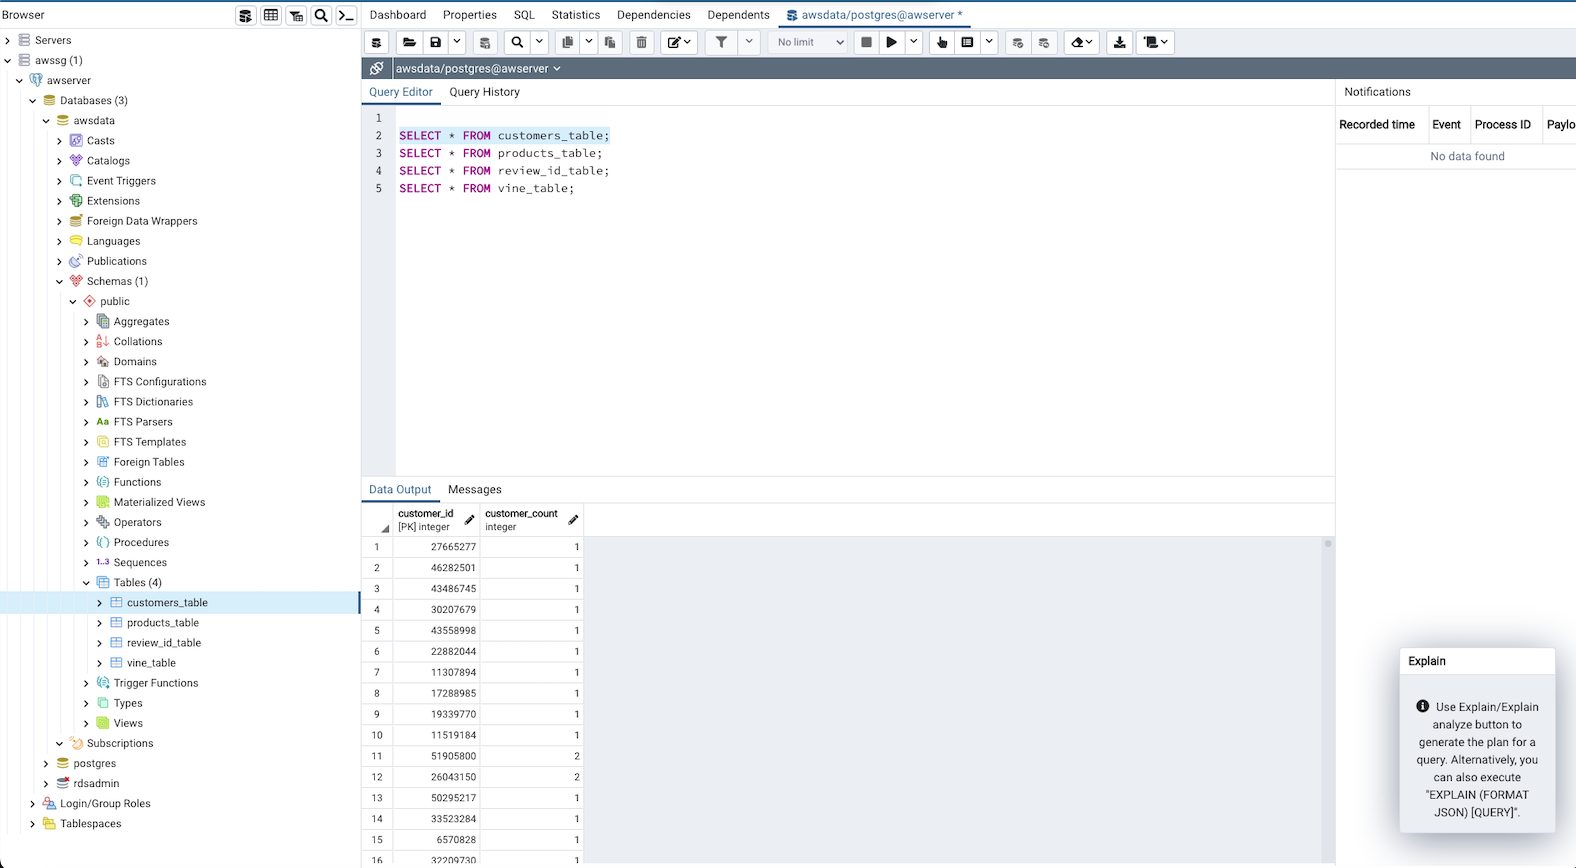 Browser
Dashboard Properties SQL Statistics Dependencies Dependents awsdata/postgres@awserver *
Servers
awssg (1)
awserver
Databases (3)
awsdata
Casts
Catalogs
Event Triggers
Extensions
Foreign Data Wrappers
Languages
Publications
Schemas (1)
public
Aggregates
Collations
Domains
FTS Configurations
FTS Dictionaries
Aa FTS Parsers
FTS Templates
Foreign Tables
Functions
Materialized Views
Operators
Procedures
1..3 Sequences
Tables (4)
customers_table
products_table
review_id_table
vine_table
Trigger Functions
Types
Views
Subscriptions
postgres
rdsadmin
Login/Group Roles
Tablespaces
No limit
awsdata/postgres@awserver
Query Editor Query History
1
2 SELECT * FROM customers_table;
3 SELECT * FROM products_table;
4 SELECT * FROM review_id_table;
5 SELECT * FROM vine_table;
Data Output Messages
customer_id customer_count
[PK] integer integer
1 27665277 1
2 46282501 1
3 43486745 1
4 30207679 1
5 43558998 1
6 22882044 1
7 11307894 1
8 17288985 1
9 19339770 1
10 11519184 1
11 51905800 2
12 26043150 2
13 50295217 1
14 33523284 1
15 6570828 1
16 32209730 1
Notifications
Recorded time Event Process ID Paylo
No data found
Explain
Use Explain/Explain
analyze button to
generate the plan for a
query. Alternatively, you
can also execute
"EXPLAIN (FORMAT
JSON) [QUERY]".